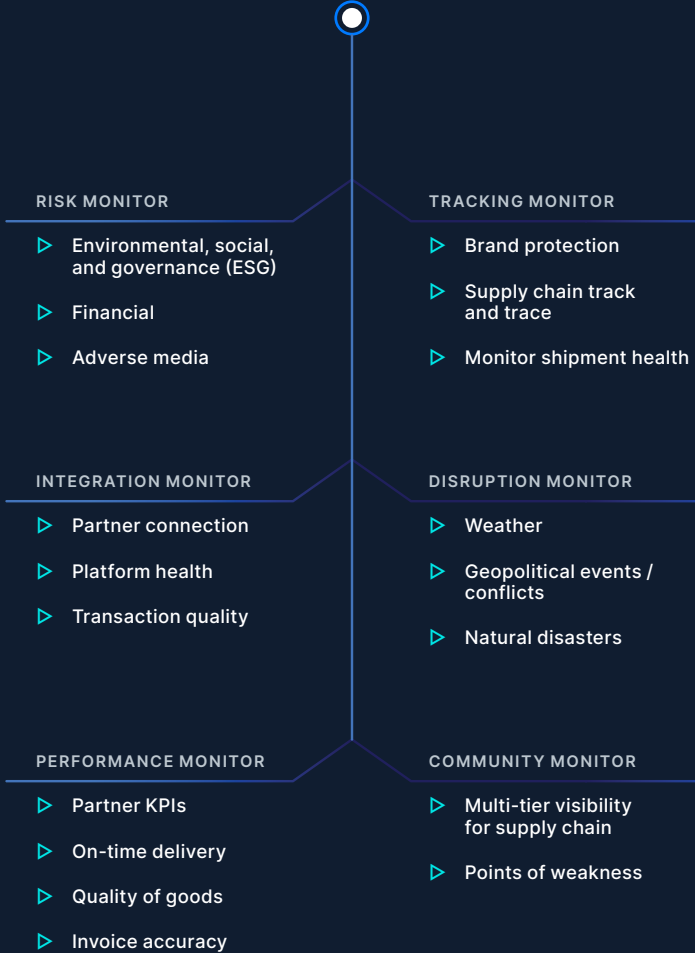 RISK MONITOR
Environmental, social,
and governance (ESG)
Financial
Adverse media
TRACKING MONITOR
Brand protection
Supply chain track
and trace
Monitor shipment health
INTEGRATION MONITOR
Partner connection
Platform health
Transaction quality
DISRUPTION MONITOR
Weather
Geopolitical events /
conflicts
Natural disasters
PERFORMANCE MONITOR
Partner KPIs
On-time delivery
Quality of goods
Invoice accuracy
COMMUNITY MONITOR
Multi-tier visibility
for supply chain
Points of weakness